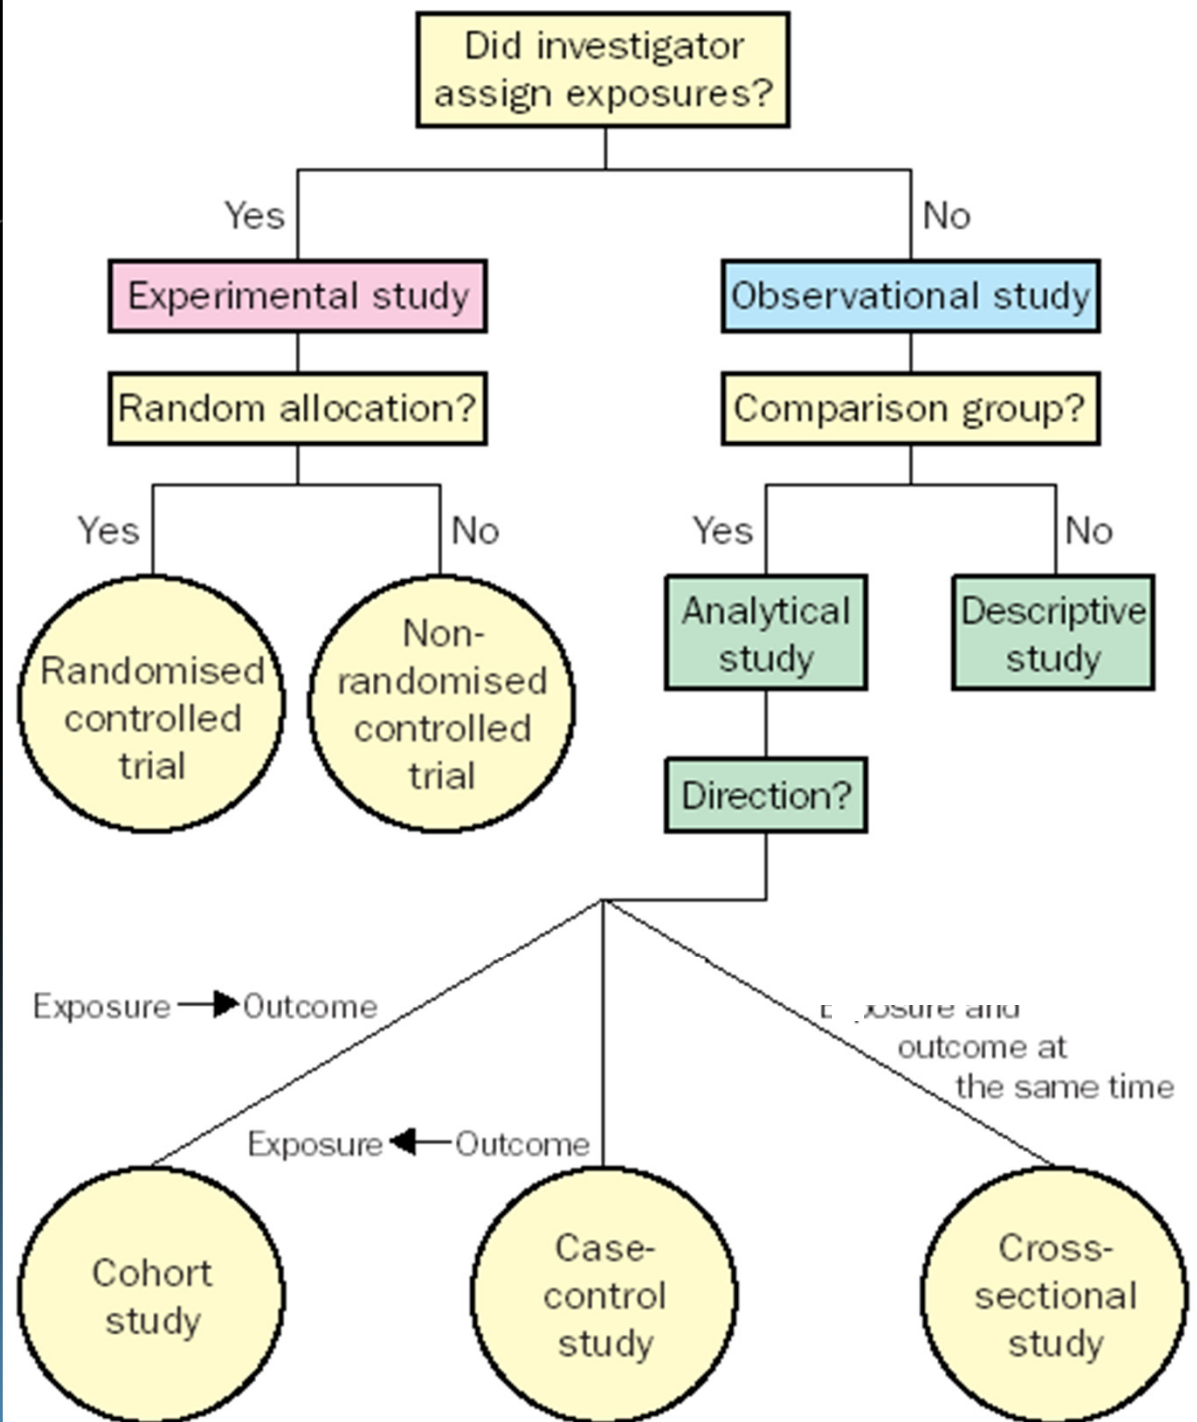 Did investigator
assign exposures?
Yes
No
Experimental study
Observational study
Random allocation?
Comparison group?
Yes
No
Yes
No
Randomised
controlled
trial
Non-
randomised
controlled
trial
Analytical
study
Descriptive
study
Direction?
Exposure
Outcome
and
outcome at
the same time
Exposure
Outcome
Cohort
study
Case-
control
study
Cross-
sectional
study